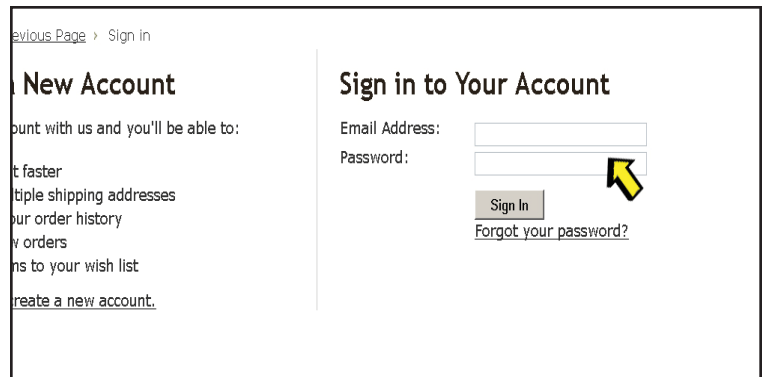 evious Page › Sign in
New Account
ount with us and you'll be able to:
t faster
ltiple shipping addresses
our order history
w orders
ms to your wish list
reate a new account.
Sign in to Your Account
Email Address:
Password:
Sign In
Forgot your password?